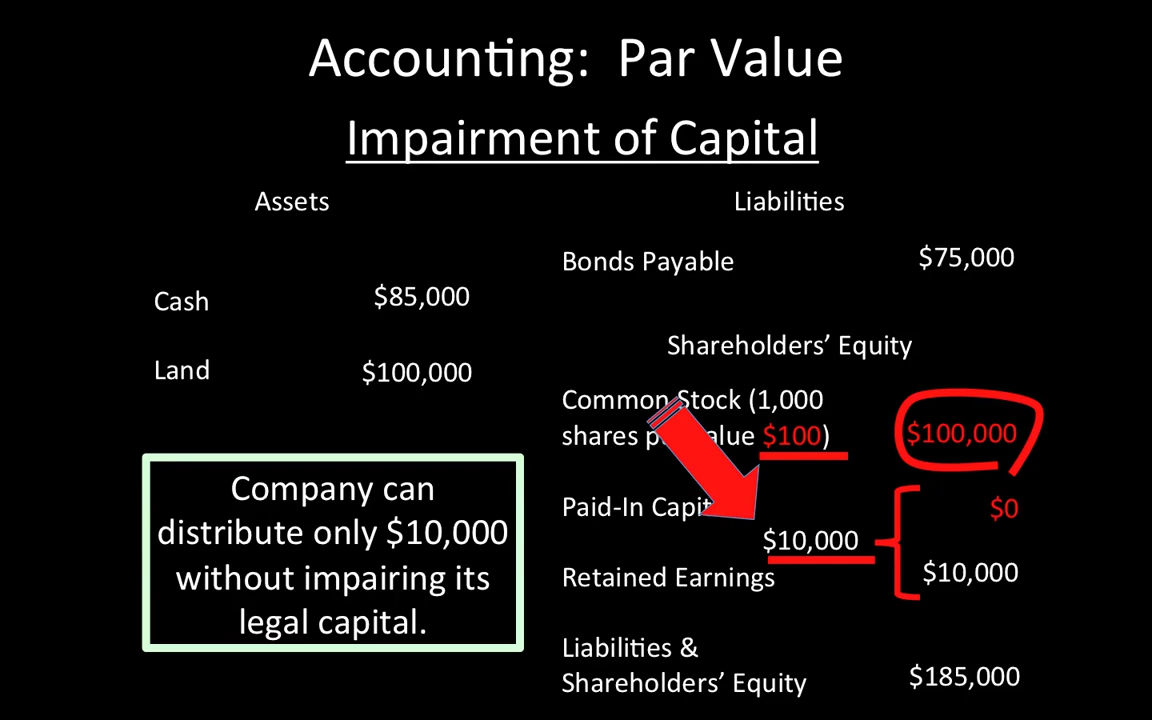 Accounting: Par Value
Impairment of Capital
Assets
Liabilities
Bonds Payable
$75,000
Cash
$85,000
Shareholders’ Equity
Land
$100,000
Common Stock (1,000
shares value $100)
$100,000
Paid-In
$0
$10,000
Retained Earnings
$10,000
Liabilities &
Shareholders’ Equity
$185,000
Company can
distribute only $10,000
without impairing its
legal capital.